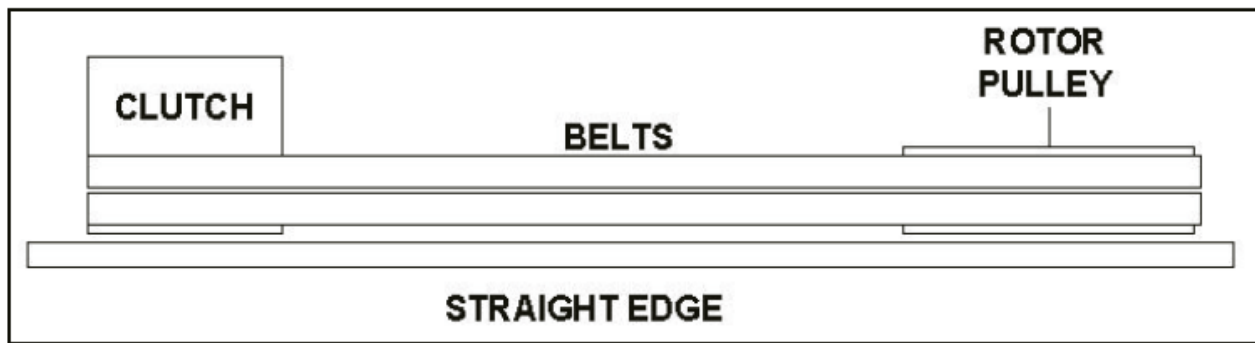 ROTOR
PULLEY
CLUTCH
BELTS
STRAIGHT EDGE